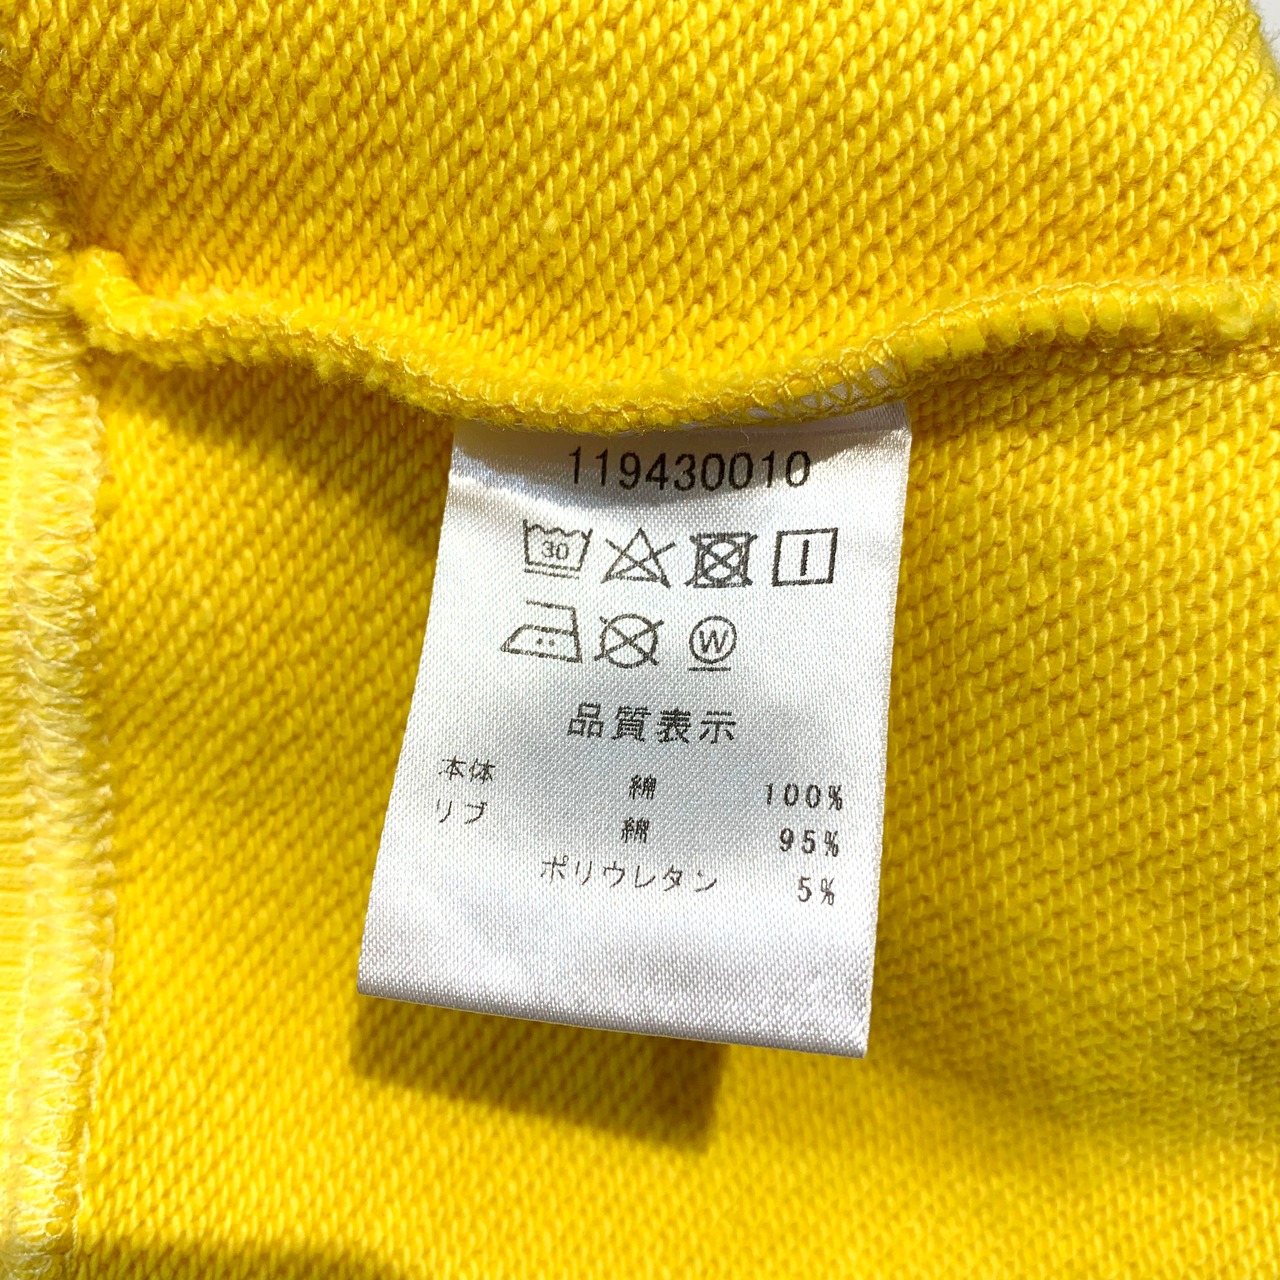 119430010
30
W
品質表示
本体 綿 100%
リブ 綿 95%
ポリウレタン 5%